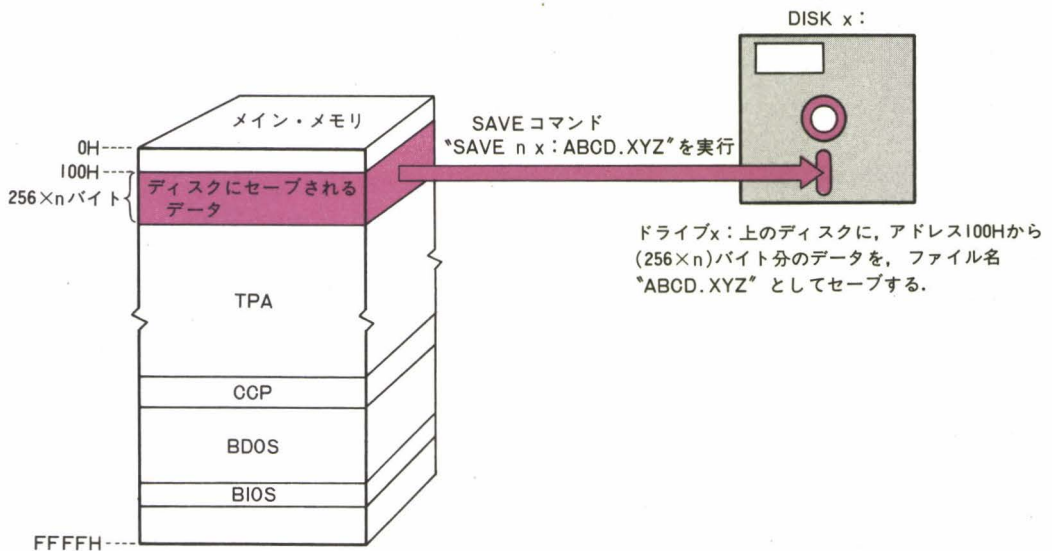 DISK x:
メイン・メモリ
SAVEコマンド
〝SAVE n x:ABCD.XYZ〞を実行
0H
100H
256×nバイト
ディスクにセーブされる
データ
ドライブx:上のディスクに, アドレス100Hから
(256×n)バイト分のデータを, ファイル名
〝ABCD.XYZ〞としてセーブする.
TPA
CCP
BDOS
BIOS
FFFFH